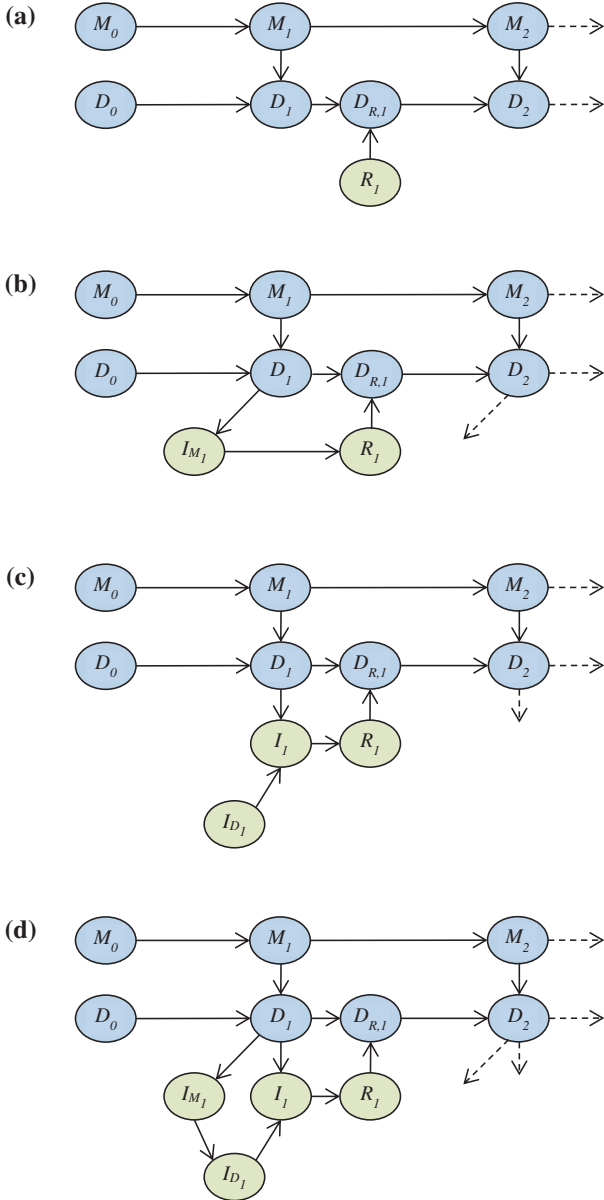 (a) M0 M1 M2
D0 D1 DR,1 D2
R1
(b) M0 M1 M2
D0 D1 DR,1 D2
IM1 R1
(c) M0 M1 M2
D0 D1 DR,1 D2
I1 R1
ID1
(d) M0 M1 M2
D0 D1 DR,1 D2
IM1 I1 R1
ID1